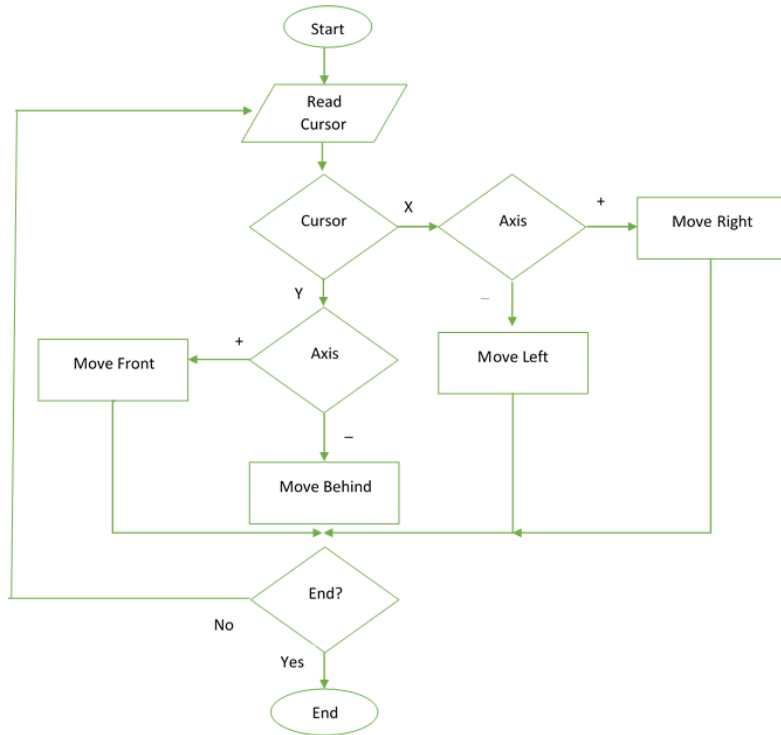 Start
Read
Cursor
Cursor
X
Axis
+
Move Right
Y
–
+
Axis
Move Front
Move Left
–
Move Behind
End?
No
Yes
End